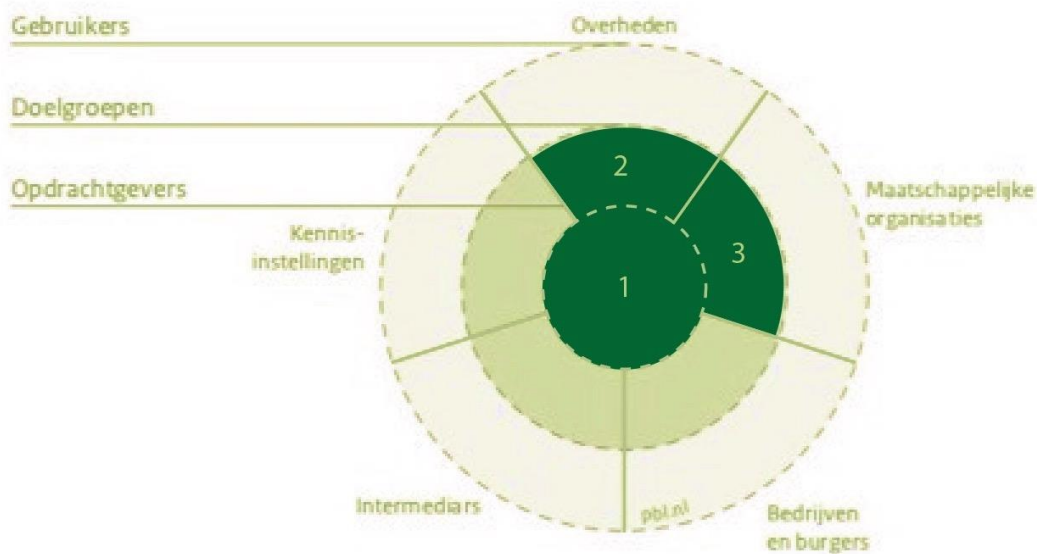 Gebruikers
Overheden
Doelgroepen
2
Opdrachtgevers
Maatschappelijke
organisaties
Kennis-
instellingen
3
1
Intermediars
pbl.nl
Bedrijven
en burgers